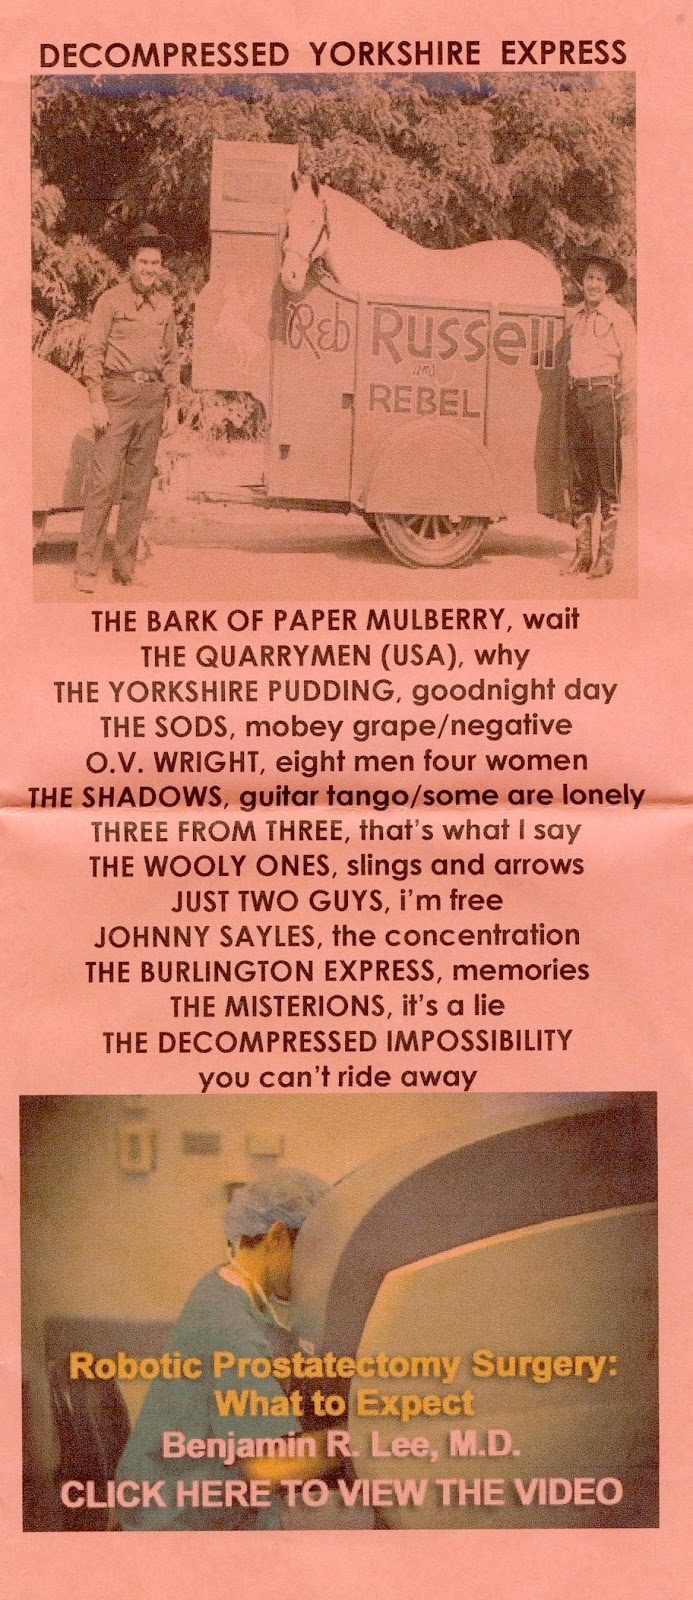 DECOMPRESSED YORKSHIRE EXPRESS
Reb Russell
and
REBEL
THE BARK OF PAPER MULBERRY, wait
THE QUARRYMEN (USA), why
THE YORKSHIRE PUDDING, goodnight day
THE SODS, mobey grape/negative
O.V. WRIGHT, eight men four women
THE SHADOWS, guitar tango/some are lonely
THREE FROM THREE, that's what I say
THE WOOLY ONES, slings and arrows
JUST TWO GUYS, i'm free
JOHNNY SAYLES, the concentration
THE BURLINGTON EXPRESS, memories
THE MISTERIONS, it's a lie
THE DECOMPRESSED IMPOSSIBILITY
you can't ride away
Robotic Prostatectomy Surgery:
What to Expect
Benjamin R. Lee, M.D.
CLICK HERE TO VIEW THE VIDEO